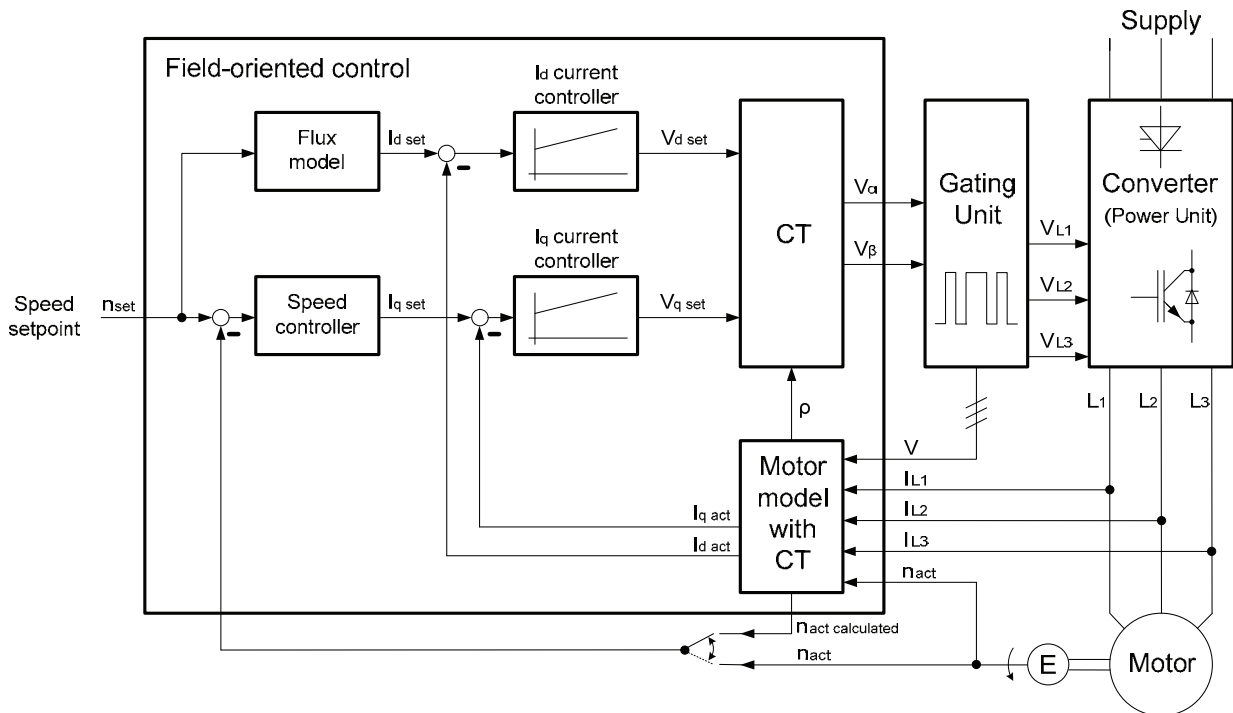 Supply
Field-oriented control
Id current
controller
Flux
model
Id set
Vd set
Vα
Vβ
CT
Gating
Unit
Converter
(Power Unit)
VL1
VL2
VL3
Iq current
controller
Speed
setpoint
nset
Speed
controller
Iq set
Vq set
L1
L2
L3
ρ
Motor
model
with
CT
V
IL1
IL2
IL3
nact
Iq act
Id act
nact calculated
nact
E
Motor